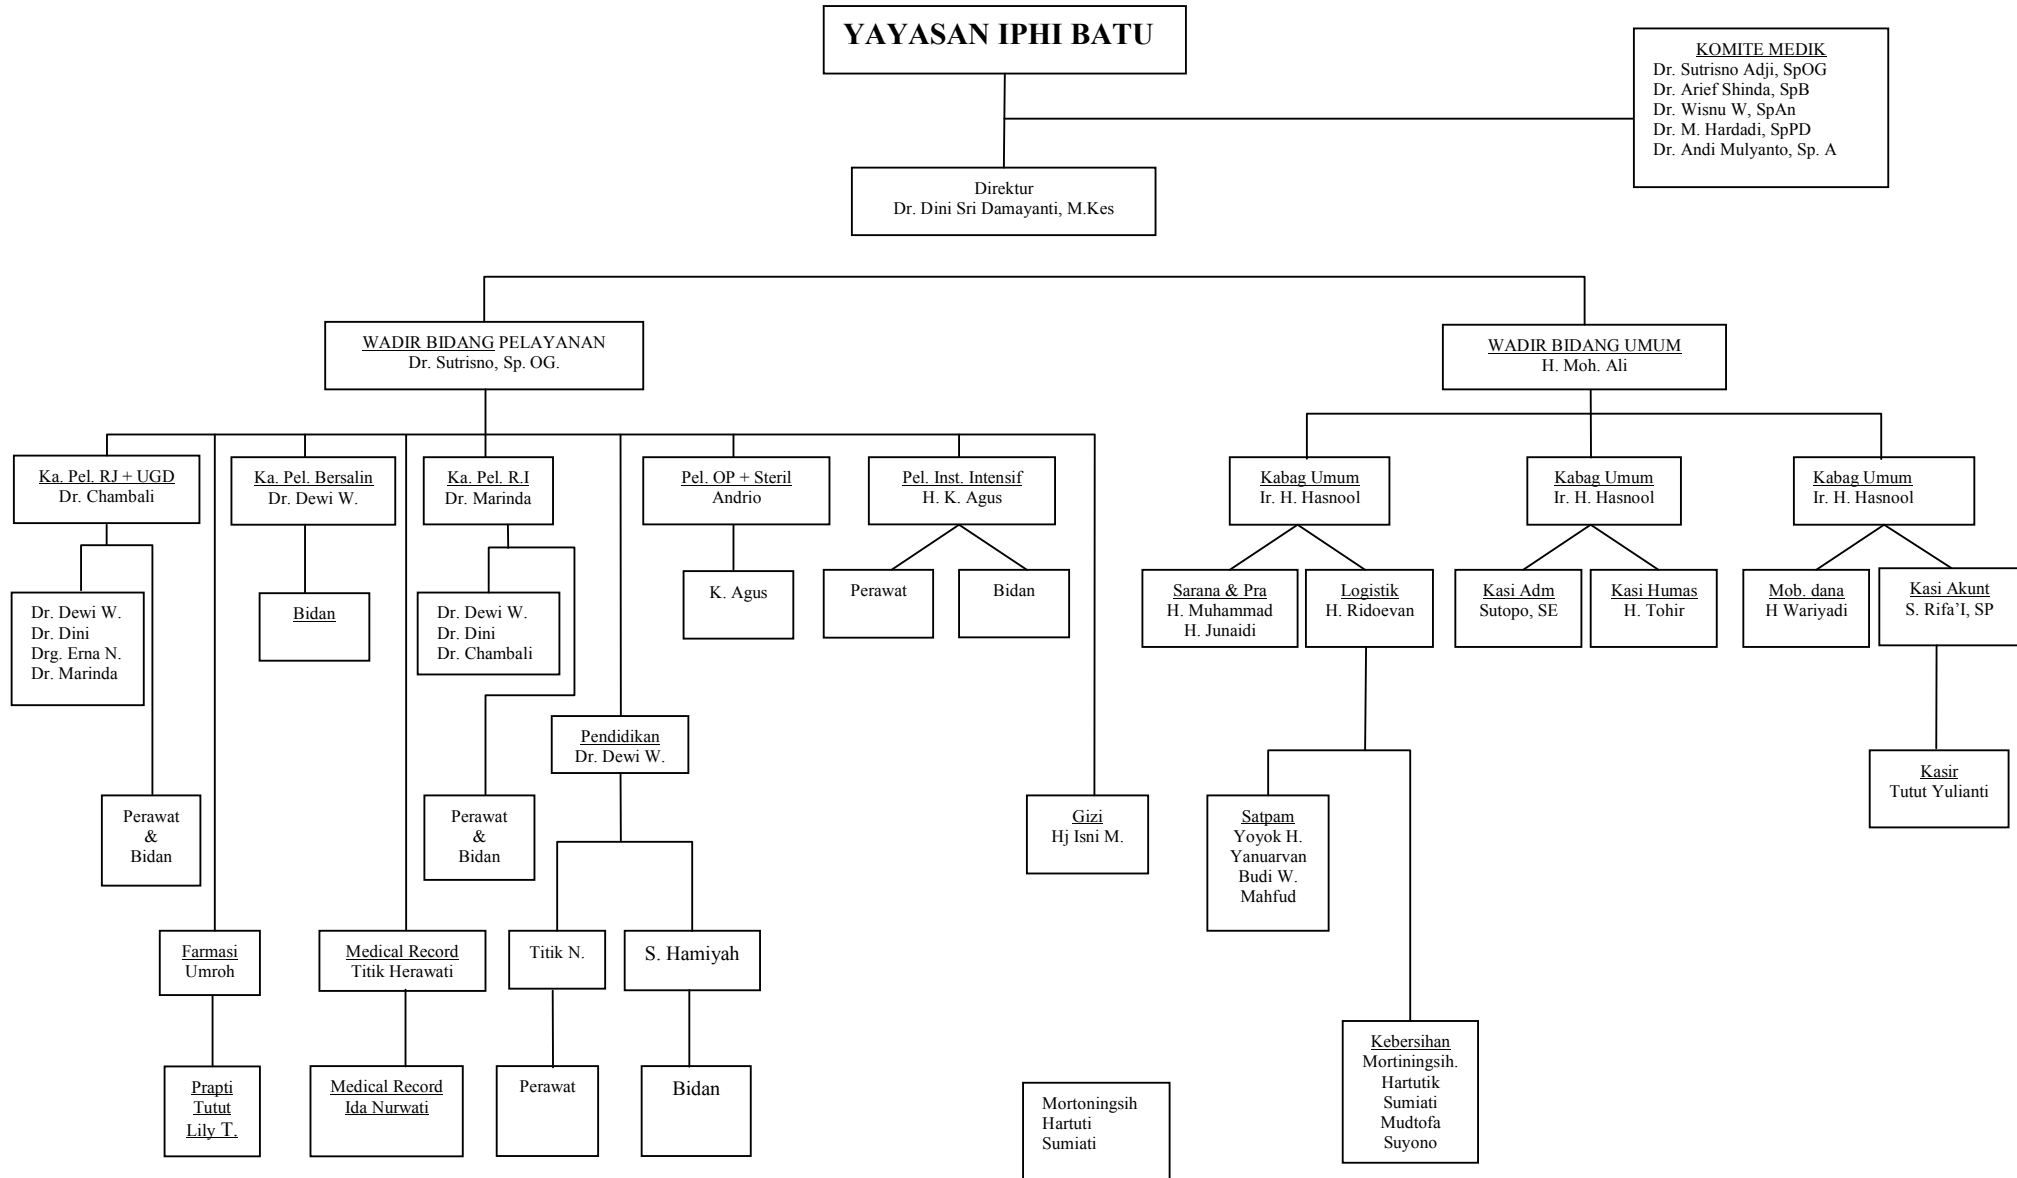 YAYASAN IPHI BATU
KOMITE MEDIK
Dr. Sutrisno Adji, SpOG
Dr. Arief Shinda, SpB
Dr. Wisnu W, SpAn
Dr. M. Hardadi, SpPD
Dr. Andi Mulyanto, Sp. A
Direktur
Dr. Dini Sri Damayanti, M.Kes
WADIR BIDANG PELAYANAN
Dr. Sutrisno, Sp. OG.
WADIR BIDANG UMUM
H. Moh. Ali
Ka. Pel. RJ + UGD
Dr. Chambali
Ka. Pel. Bersalin
Dr. Dewi W.
Ka. Pel. R.I
Dr. Marinda
Pel. OP + Steril
Andrio
Pel. Inst. Intensif
H. K. Agus
Kabag Umum
Ir. H. Hasnool
Kabag Umum
Ir. H. Hasnool
Kabag Umum
Ir. H. Hasnool
Dr. Dewi W.
Dr. Dini
Drg. Erna N.
Dr. Marinda
Bidan
Dr. Dewi W.
Dr. Dini
Dr. Chambali
K. Agus
Perawat
Bidan
Sarana & Pra
H. Muhammad
H. Junaidi
Logistik
H. Ridoevan
Kasi Adm
Sutopo, SE
Kasi Humas
H. Tohir
Mob. dana
H Wariyadi
Kasi Akunt
S. Rifa’I, SP
Pendidikan
Dr. Dewi W.
Kasir
Tutut Yulianti
Perawat
&
Bidan
Perawat
&
Bidan
Gizi
Hj Isni M.
Satpam
Yoyok H.
Yanuarvan
Budi W.
Mahfud
Farmasi
Umroh
Medical Record
Titik Herawati
Titik N.
S. Hamiyah
Prapti
Tutut
Lily T.
Medical Record
Ida Nurwati
Perawat
Bidan
Mortoningsih
Hartuti
Sumiati
Kebersihan
Mortiningsih.
Hartutik
Sumiati
Mudtofa
Suyono